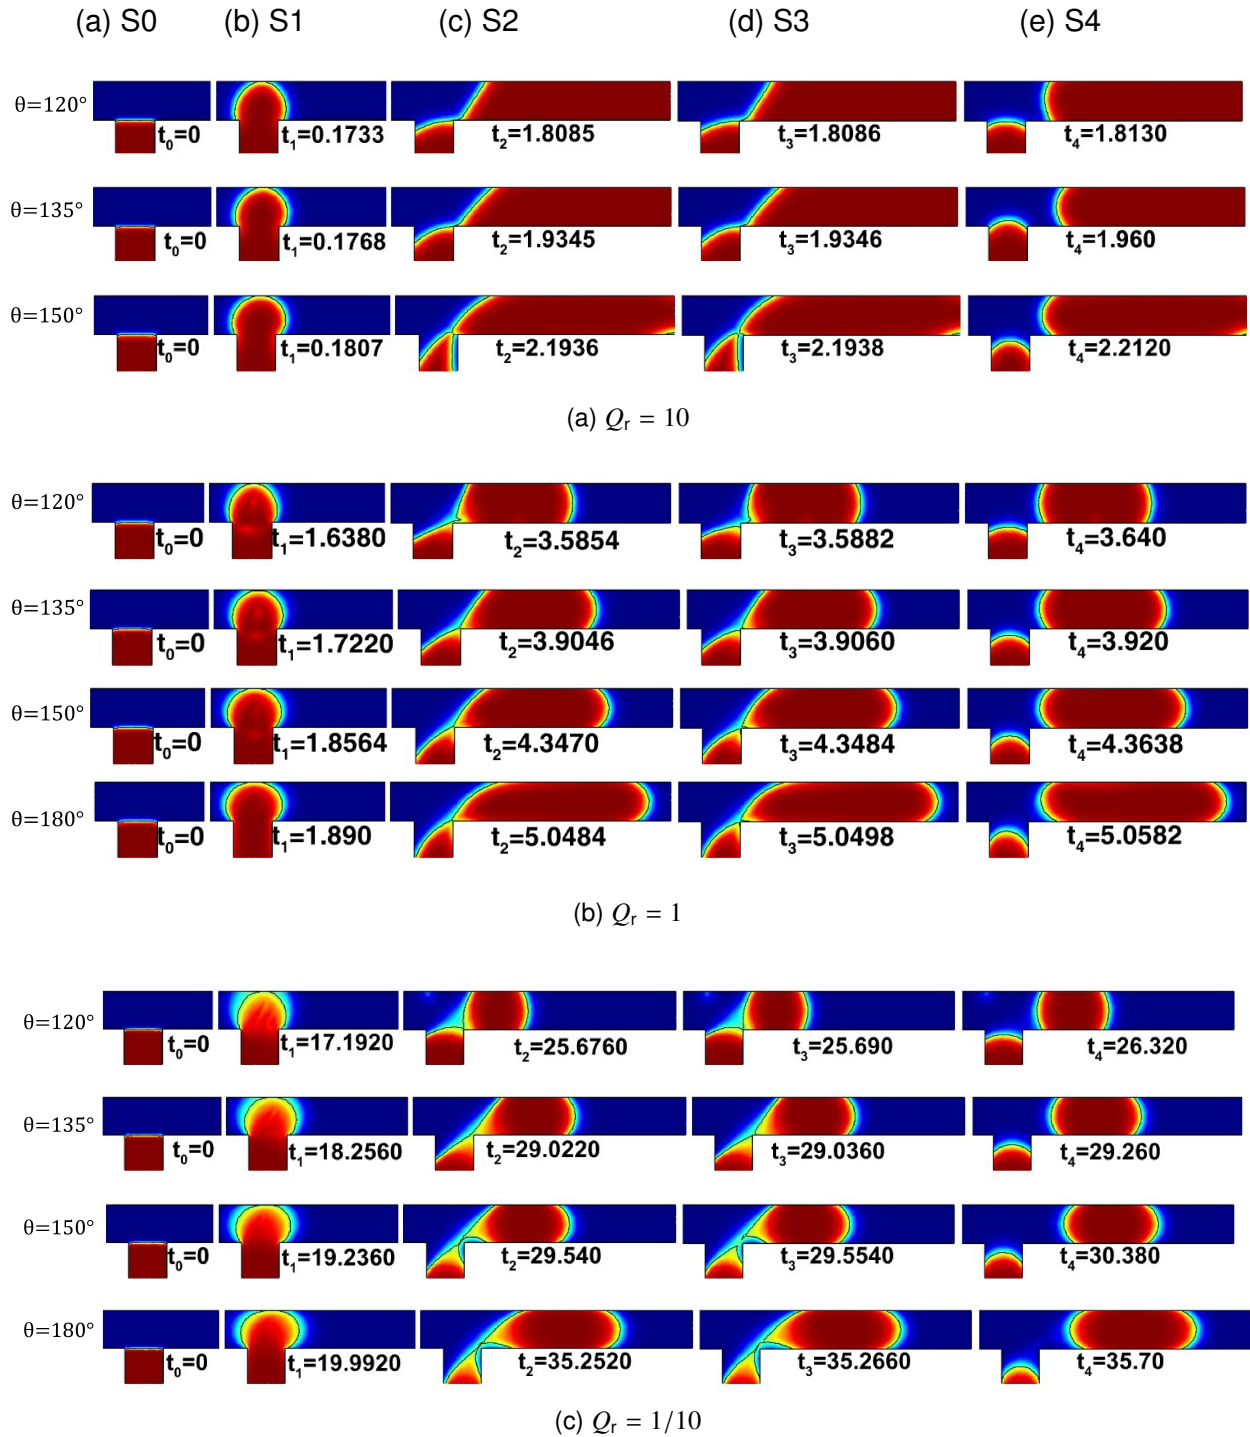 (a) S0 (b) S1 (c) S2 (d) S3 (e) S4
θ=120° t0=0 t1=0.1733 t2=1.8085 t3=1.8086 t4=1.8130
θ=135° t0=0 t1=0.1768 t2=1.9345 t3=1.9346 t4=1.960
θ=150° t0=0 t1=0.1807 t2=2.1936 t3=2.1938 t4=2.2120
(a) Qr = 10
θ=120° t0=0 t1=1.6380 t2=3.5854 t3=3.5882 t4=3.640
θ=135° t0=0 t1=1.7220 t2=3.9046 t3=3.9060 t4=3.920
θ=150° t0=0 t1=1.8564 t2=4.3470 t3=4.3484 t4=4.3638
θ=180° t0=0 t1=1.890 t2=5.0484 t3=5.0498 t4=5.0582
(b) Qr = 1
θ=120° t0=0 t1=17.1920 t2=25.6760 t3=25.690 t4=26.320
θ=135° t0=0 t1=18.2560 t2=29.0220 t3=29.0360 t4=29.260
θ=150° t0=0 t1=19.2360 t2=29.540 t3=29.5540 t4=30.380
θ=180° t0=0 t1=19.9920 t2=35.2520 t3=35.2660 t4=35.70
(c) Qr = 1/10